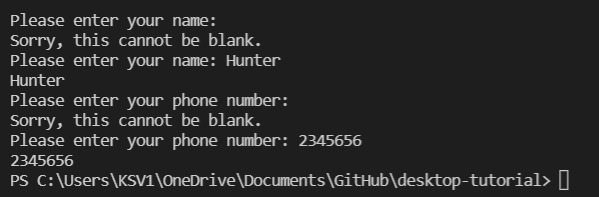 Please enter your name:
Sorry, this cannot be blank.
Please enter your name: Hunter
Hunter
Please enter your phone number:
Sorry, this cannot be blank.
Please enter your phone number: 2345656
2345656
PS C:\Users\KSV1\OneDrive\Documents\GitHub\desktop-tutorial>